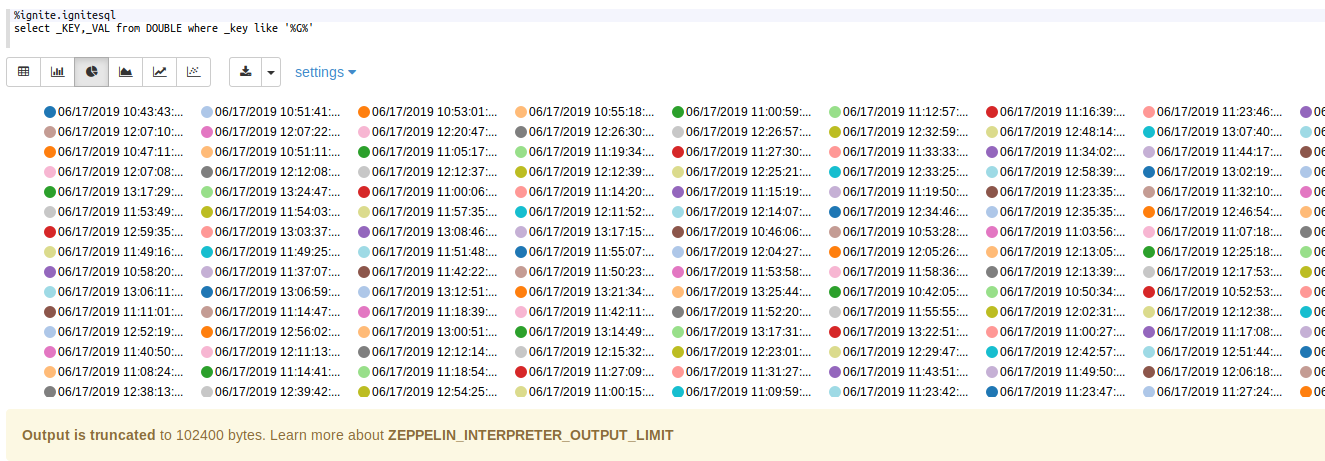 %ignite.ignitesql
select _KEY,_VAL from DOUBLE where _key like '%G%'
settings
06/17/2019 10:43:43:... 06/17/2019 10:51:41:... 06/17/2019 10:53:01:... 06/17/2019 10:55:18:... 06/17/2019 11:00:59:... 06/17/2019 11:12:57:... 06/17/2019 11:16:39:... 06/17/2019 11:23:46:...
06/17/2019 12:07:10:... 06/17/2019 12:07:22:... 06/17/2019 12:20:47:... 06/17/2019 12:26:30:... 06/17/2019 12:26:57:... 06/17/2019 12:32:59:... 06/17/2019 12:48:14:... 06/17/2019 13:07:40:...
06/17/2019 10:47:11:... 06/17/2019 10:51:11:... 06/17/2019 11:05:17:... 06/17/2019 11:19:34:... 06/17/2019 11:27:30:... 06/17/2019 11:33:33:... 06/17/2019 11:34:02:... 06/17/2019 11:44:17:...
06/17/2019 12:07:08:... 06/17/2019 12:12:08:... 06/17/2019 12:12:37:... 06/17/2019 12:12:39:... 06/17/2019 12:25:21:... 06/17/2019 12:33:25:... 06/17/2019 12:58:39:... 06/17/2019 13:02:19:...
06/17/2019 13:17:29:... 06/17/2019 13:24:47:... 06/17/2019 11:00:06:... 06/17/2019 11:14:20:... 06/17/2019 11:15:19:... 06/17/2019 11:19:50:... 06/17/2019 11:23:35:... 06/17/2019 11:32:10:...
06/17/2019 11:53:49:... 06/17/2019 11:54:03:... 06/17/2019 11:57:35:... 06/17/2019 12:11:52:... 06/17/2019 12:14:07:... 06/17/2019 12:34:46:... 06/17/2019 12:35:35:... 06/17/2019 12:46:54:...
06/17/2019 12:59:35:... 06/17/2019 13:03:37:... 06/17/2019 13:08:46:... 06/17/2019 13:17:15:... 06/17/2019 10:46:06:... 06/17/2019 10:53:28:... 06/17/2019 11:03:56:... 06/17/2019 11:07:18:...
06/17/2019 11:49:16:... 06/17/2019 11:49:25:... 06/17/2019 11:51:48:... 06/17/2019 11:55:07:... 06/17/2019 12:04:27:... 06/17/2019 12:05:26:... 06/17/2019 12:13:05:... 06/17/2019 12:25:18:...
06/17/2019 10:58:20:... 06/17/2019 11:37:07:... 06/17/2019 11:42:22:... 06/17/2019 11:50:23:... 06/17/2019 11:53:58:... 06/17/2019 11:58:36:... 06/17/2019 12:13:39:... 06/17/2019 12:17:53:...
06/17/2019 13:06:11:... 06/17/2019 13:06:59:... 06/17/2019 13:12:51:... 06/17/2019 13:21:34:... 06/17/2019 13:25:44:... 06/17/2019 10:42:05:... 06/17/2019 10:50:34:... 06/17/2019 10:52:53:...
06/17/2019 11:11:01:... 06/17/2019 11:14:47:... 06/17/2019 11:18:39:... 06/17/2019 11:42:11:... 06/17/2019 11:52:20:... 06/17/2019 11:55:55:... 06/17/2019 12:02:31:... 06/17/2019 12:12:38:...
06/17/2019 12:52:19:... 06/17/2019 12:56:02:... 06/17/2019 13:00:51:... 06/17/2019 13:14:49:... 06/17/2019 13:17:31:... 06/17/2019 13:22:51:... 06/17/2019 11:00:27:... 06/17/2019 11:17:08:...
06/17/2019 11:40:50:... 06/17/2019 12:11:13:... 06/17/2019 12:12:14:... 06/17/2019 12:15:32:... 06/17/2019 12:23:01:... 06/17/2019 12:29:47:... 06/17/2019 12:42:57:... 06/17/2019 12:51:44:...
06/17/2019 11:08:24:... 06/17/2019 11:14:41:... 06/17/2019 11:18:54:... 06/17/2019 11:27:09:... 06/17/2019 11:31:27:... 06/17/2019 11:43:51:... 06/17/2019 11:49:50:... 06/17/2019 12:06:18:...
06/17/2019 12:38:13:... 06/17/2019 12:39:42:... 06/17/2019 12:54:25:... 06/17/2019 11:00:15:... 06/17/2019 11:09:59:... 06/17/2019 11:23:42:... 06/17/2019 11:23:47:... 06/17/2019 11:27:24:...
Output is truncated to 102400 bytes. Learn more about ZEPPELIN_INTERPRETER_OUTPUT_LIMIT